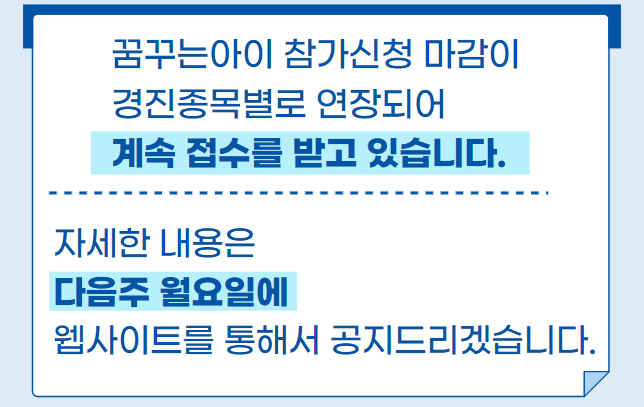 꿈꾸는아이 참가신청 마감이
경진종목별로 연장되어
계속 접수를 받고 있습니다.
자세한 내용은
다음주 월요일에
웹사이트를 통해서 공지드리겠습니다.